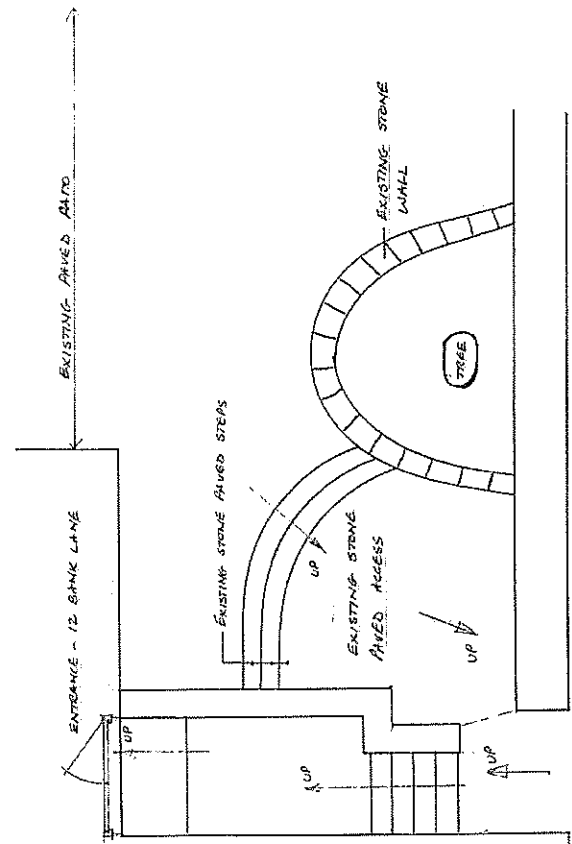 EXISTING PAVED PATIO
EXISTING STONE
WALL
TREE
EXISTING STONE PAVED STEPS
ENTRANCE - 12 BANK LANE
UP
EXISTING STONE
PAVED ACCESS
UP
UP
UP
UP